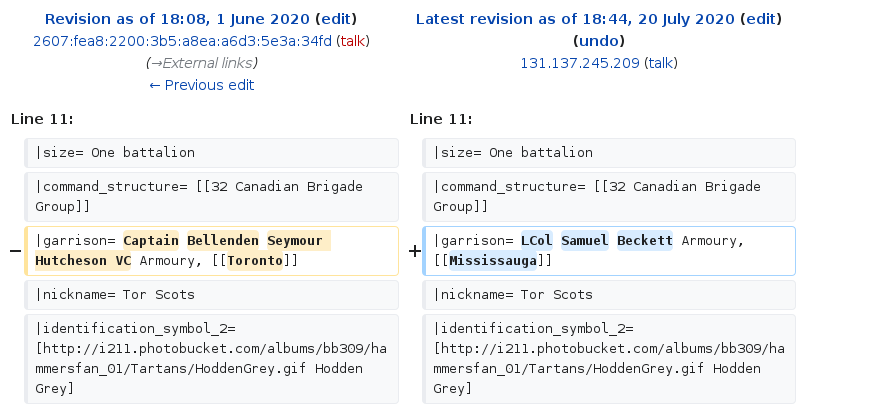 Revision as of 18:08, 1 June 2020 (edit)
2607:fea8:2200:3b5:a8ea:a6d3:5e3a:34fd (talk)
(→External links)
← Previous edit
Latest revision as of 18:44, 20 July 2020 (edit)
(undo)
131.137.245.209 (talk)
Line 11:
Line 11:
|size= One battalion
|size= One battalion
|command_structure= [[32 Canadian Brigade
Group]]
|command_structure= [[32 Canadian Brigade
Group]]
− |garrison= Captain Bellenden Seymour
Hutcheson VC Armoury, [[Toronto]]
+ |garrison= LCol Samuel Beckett Armoury,
[[Mississauga]]
|nickname= Tor Scots
|nickname= Tor Scots
|identification_symbol_2=
[http://i211.photobucket.com/albums/bb309/ha
mmersfan_01/Tartans/HoddenGrey.gif Hodden
Grey]
|identification_symbol_2=
[http://i211.photobucket.com/albums/bb309/ha
mmersfan_01/Tartans/HoddenGrey.gif Hodden
Grey]